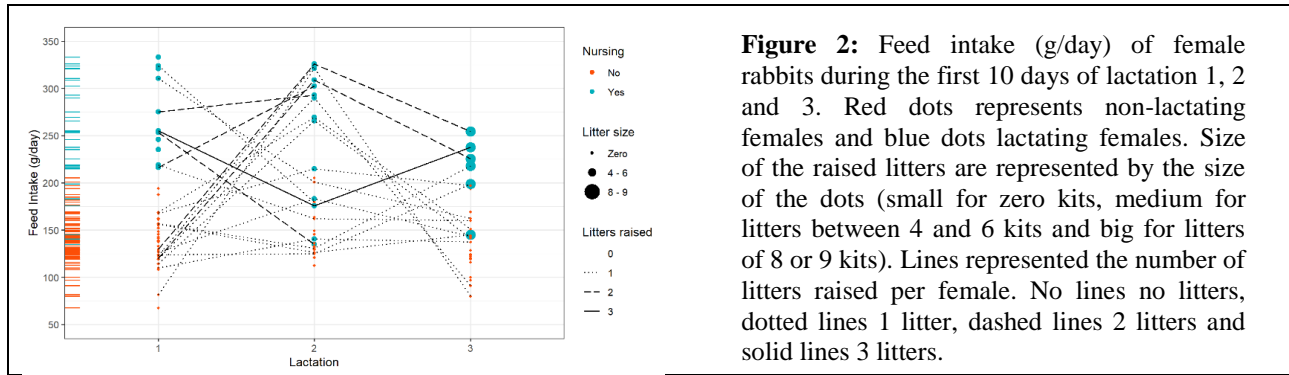 350
300
250
200
150
100
50
Feed Intake (g/day)
1
2
3
Lactation
Nursing
No
Yes
Litter size
Zero
4 - 6
8 - 9
Litters raised
0
1
2
3
Figure 2: Feed intake (g/day) of female
rabbits during the first 10 days of lactation 1, 2
and 3. Red dots represents non-lactating
females and blue dots lactating females. Size
of the raised litters are represented by the size
of the dots (small for zero kits, medium for
litters between 4 and 6 kits and big for litters
of 8 or 9 kits). Lines represented the number of
litters raised per female. No lines no litters,
dotted lines 1 litter, dashed lines 2 litters and
solid lines 3 litters.